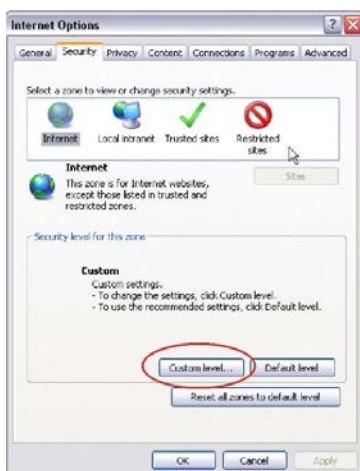 Internet Options
General Security Privacy Content Connections Programs Advanced
Select a zone to view or change security settings.
Internet Local intranet Trusted sites Restricted sites
Internet
This zone is for Internet websites,
except those listed in trusted and
restricted zones.
Sites
Security level for this zone
Custom
Custom settings.
- To change the settings, click Custom level.
- To use the recommended settings, click Default level.
Custom level... Default level
Reset all zones to default level
OK Cancel Apply